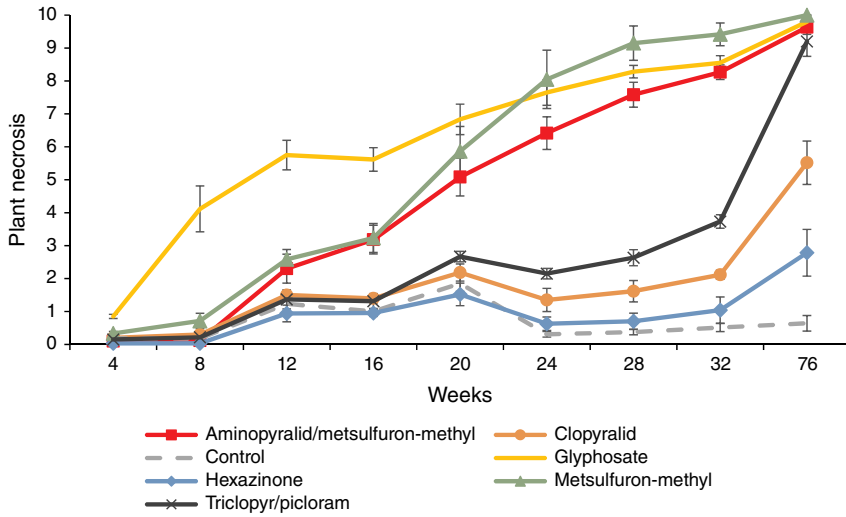 10
9
8
7
6
5
4
3
2
1
0
Plant necrosis
4 8 12 16 20 24 28 32 76
Weeks
Aminopyralid/metsulfuron-methyl Clopyralid
Control Glyphosate
Hexazinone Metsulfuron-methyl
Triclopyr/picloram